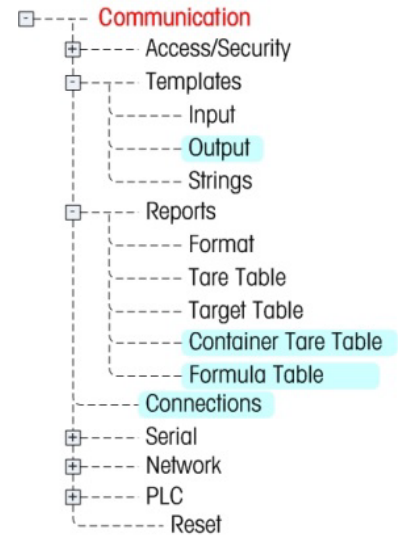 Communication
Access/Security
Templates
Input
Output
Strings
Reports
Format
Tare Table
Target Table
Container Tare Table
Formula Table
Connections
Serial
Network
PLC
Reset